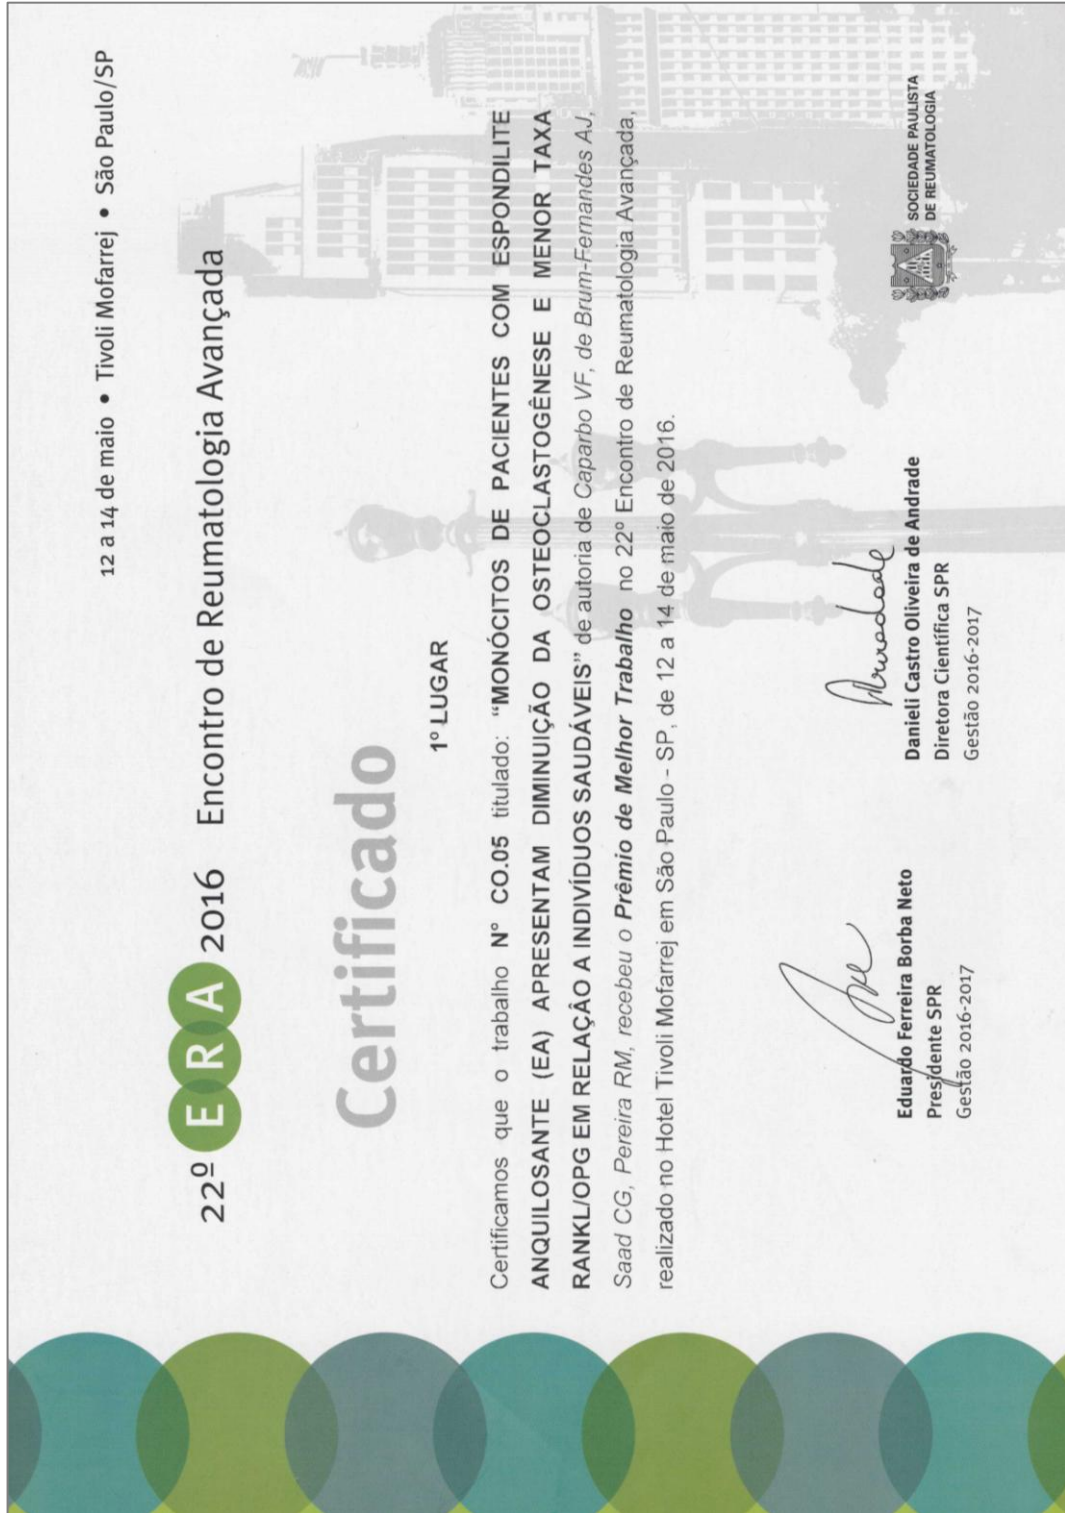 12 a 14 de maio • Tivoli Mofarrej • São Paulo/SP
22º ERA 2016 Encontro de Reumatologia Avançada
Certificado
1º LUGAR
Certificamos que o trabalho N° CO.05 titulado: "MONÓCITOS DE PACIENTES COM ESPONDILITE
ANQUILOSANTE (EA) APRESENTAM DIMINUIÇÃO DA OSTEOCLASTOGÊNESE E MENOR TAXA
RANKL/OPG EM RELAÇÃO A INDIVÍDUOS SAUDÁVEIS" de autoria de Caparbo VF, de Brum-Fernandes AJ,
Saad CG, Pereira RM, recebeu o Prêmio de Melhor Trabalho no 22º Encontro de Reumatologia Avançada,
realizado no Hotel Tivoli Mofarrej em São Paulo - SP, de 12 a 14 de maio de 2016.
Eduardo Ferreira Borba Neto
Presidente SPR
Gestão 2016-2017
Danieli Castro Oliveira de Andrade
Diretora Científica SPR
Gestão 2016-2017
SOCIEDADE PAULISTA
DE REUMATOLOGIA